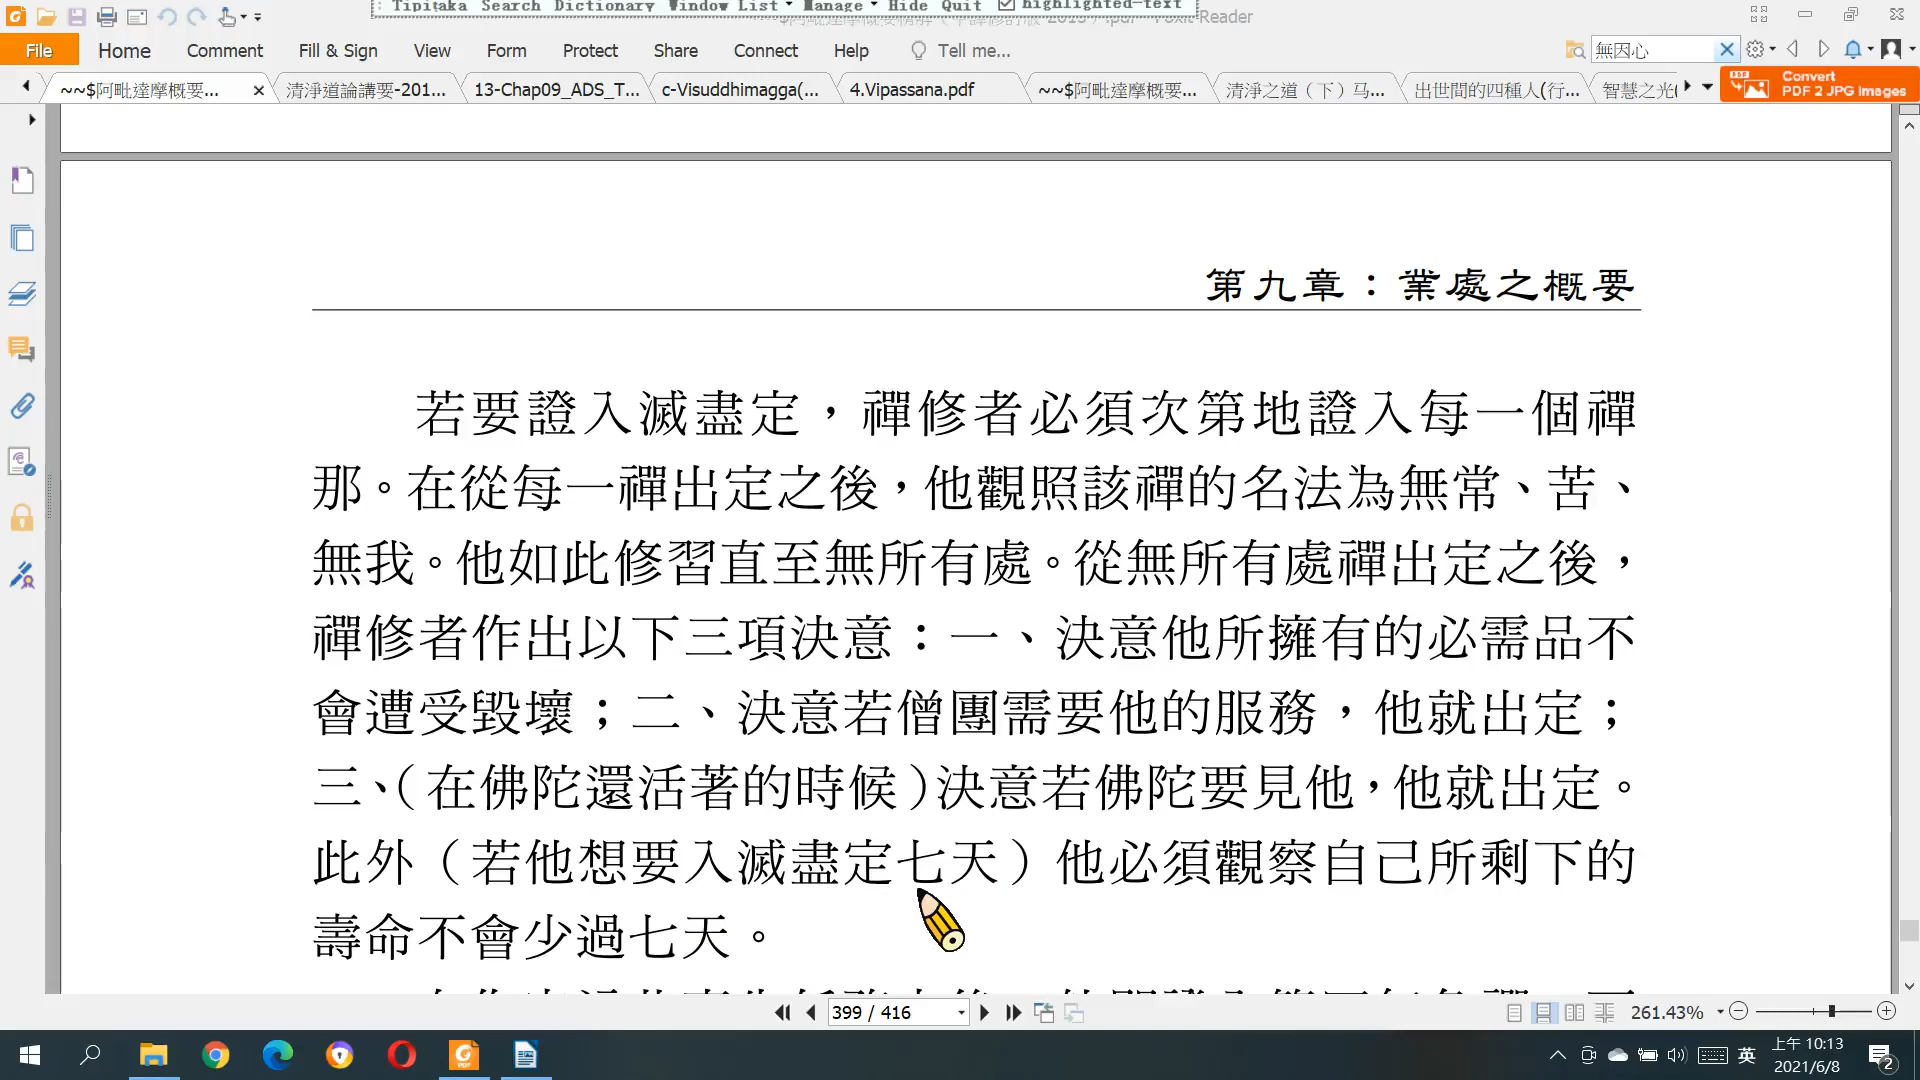 Tipiṭaka Search Dictionary Window List Manage Hide Quit highlighted-text
Reader
File Home Comment Fill & Sign View Form Protect Share Connect Help Tell me...
無因心
~~$阿毗達摩概要... 清淨道論講要-201... 13-Chap09_ADS_T... c-Visuddhimagga(... 4.Vipassana.pdf ~~$阿毗達摩概要... 清淨之道（下）马... 出世間的四種人(行... 智慧之光(
Convert
PDF 2 JPG Images
第九章：業處之概要
若要證入滅盡定，禪修者必須次第地證入每一個禪
那。在從每一禪出定之後，他觀照該禪的名法為無常、苦、
無我。他如此修習直至無所有處。從無所有處禪出定之後，
禪修者作出以下三項決意：一、決意他所擁有的必需品不
會遭受毀壞；二、決意若僧團需要他的服務，他就出定；
三、（在佛陀還活著的時候）決意若佛陀要見他，他就出定。
此外（若他想要入滅盡定七天）他必須觀察自己所剩下的
壽命不會少過七天。
399 / 416
261.43%
英
上午 10:13
2021/6/8
2